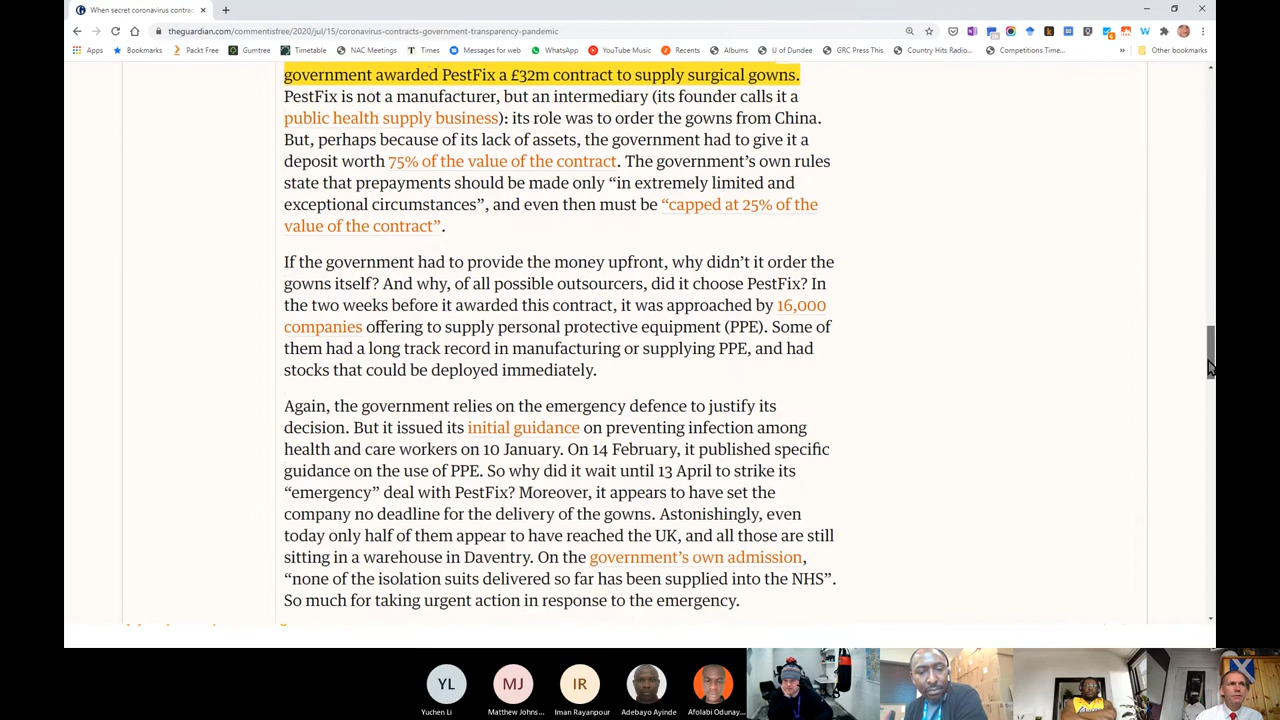 When secret coronavirus contrac
theguardian.com/commentisfree/2020/jul/15/coronavirus-contracts-government-transparency-pandemic
Apps Bookmarks Packt Free Gumtree Timetable NAC Meetings Times Messages for web WhatsApp YouTube Music Recents Albums U of Dundee GRC Press This Country Hits Radio... Competitions Time... » Other bookmarks
government awarded PestFix a £32m contract to supply surgical gowns.
PestFix is not a manufacturer, but an intermediary (its founder calls it a
public health supply business): its role was to order the gowns from China.
But, perhaps because of its lack of assets, the government had to give it a
deposit worth 75% of the value of the contract. The government’s own rules
state that prepayments should be made only “in extremely limited and
exceptional circumstances”, and even then must be “capped at 25% of the
value of the contract”.
If the government had to provide the money upfront, why didn’t it order the
gowns itself? And why, of all possible outsourcers, did it choose PestFix? In
the two weeks before it awarded this contract, it was approached by 16,000
companies offering to supply personal protective equipment (PPE). Some of
them had a long track record in manufacturing or supplying PPE, and had
stocks that could be deployed immediately.
Again, the government relies on the emergency defence to justify its
decision. But it issued its initial guidance on preventing infection among
health and care workers on 10 January. On 14 February, it published specific
guidance on the use of PPE. So why did it wait until 13 April to strike its
“emergency” deal with PestFix? Moreover, it appears to have set the
company no deadline for the delivery of the gowns. Astonishingly, even
today only half of them appear to have reached the UK, and all those are still
sitting in a warehouse in Daventry. On the government’s own admission,
“none of the isolation suits delivered so far has been supplied into the NHS”.
So much for taking urgent action in response to the emergency.
YL MJ IR
Yuchen Li Matthew Johns... Iman Rayanpour Adebayo Ayinde Afolabi Odunay...